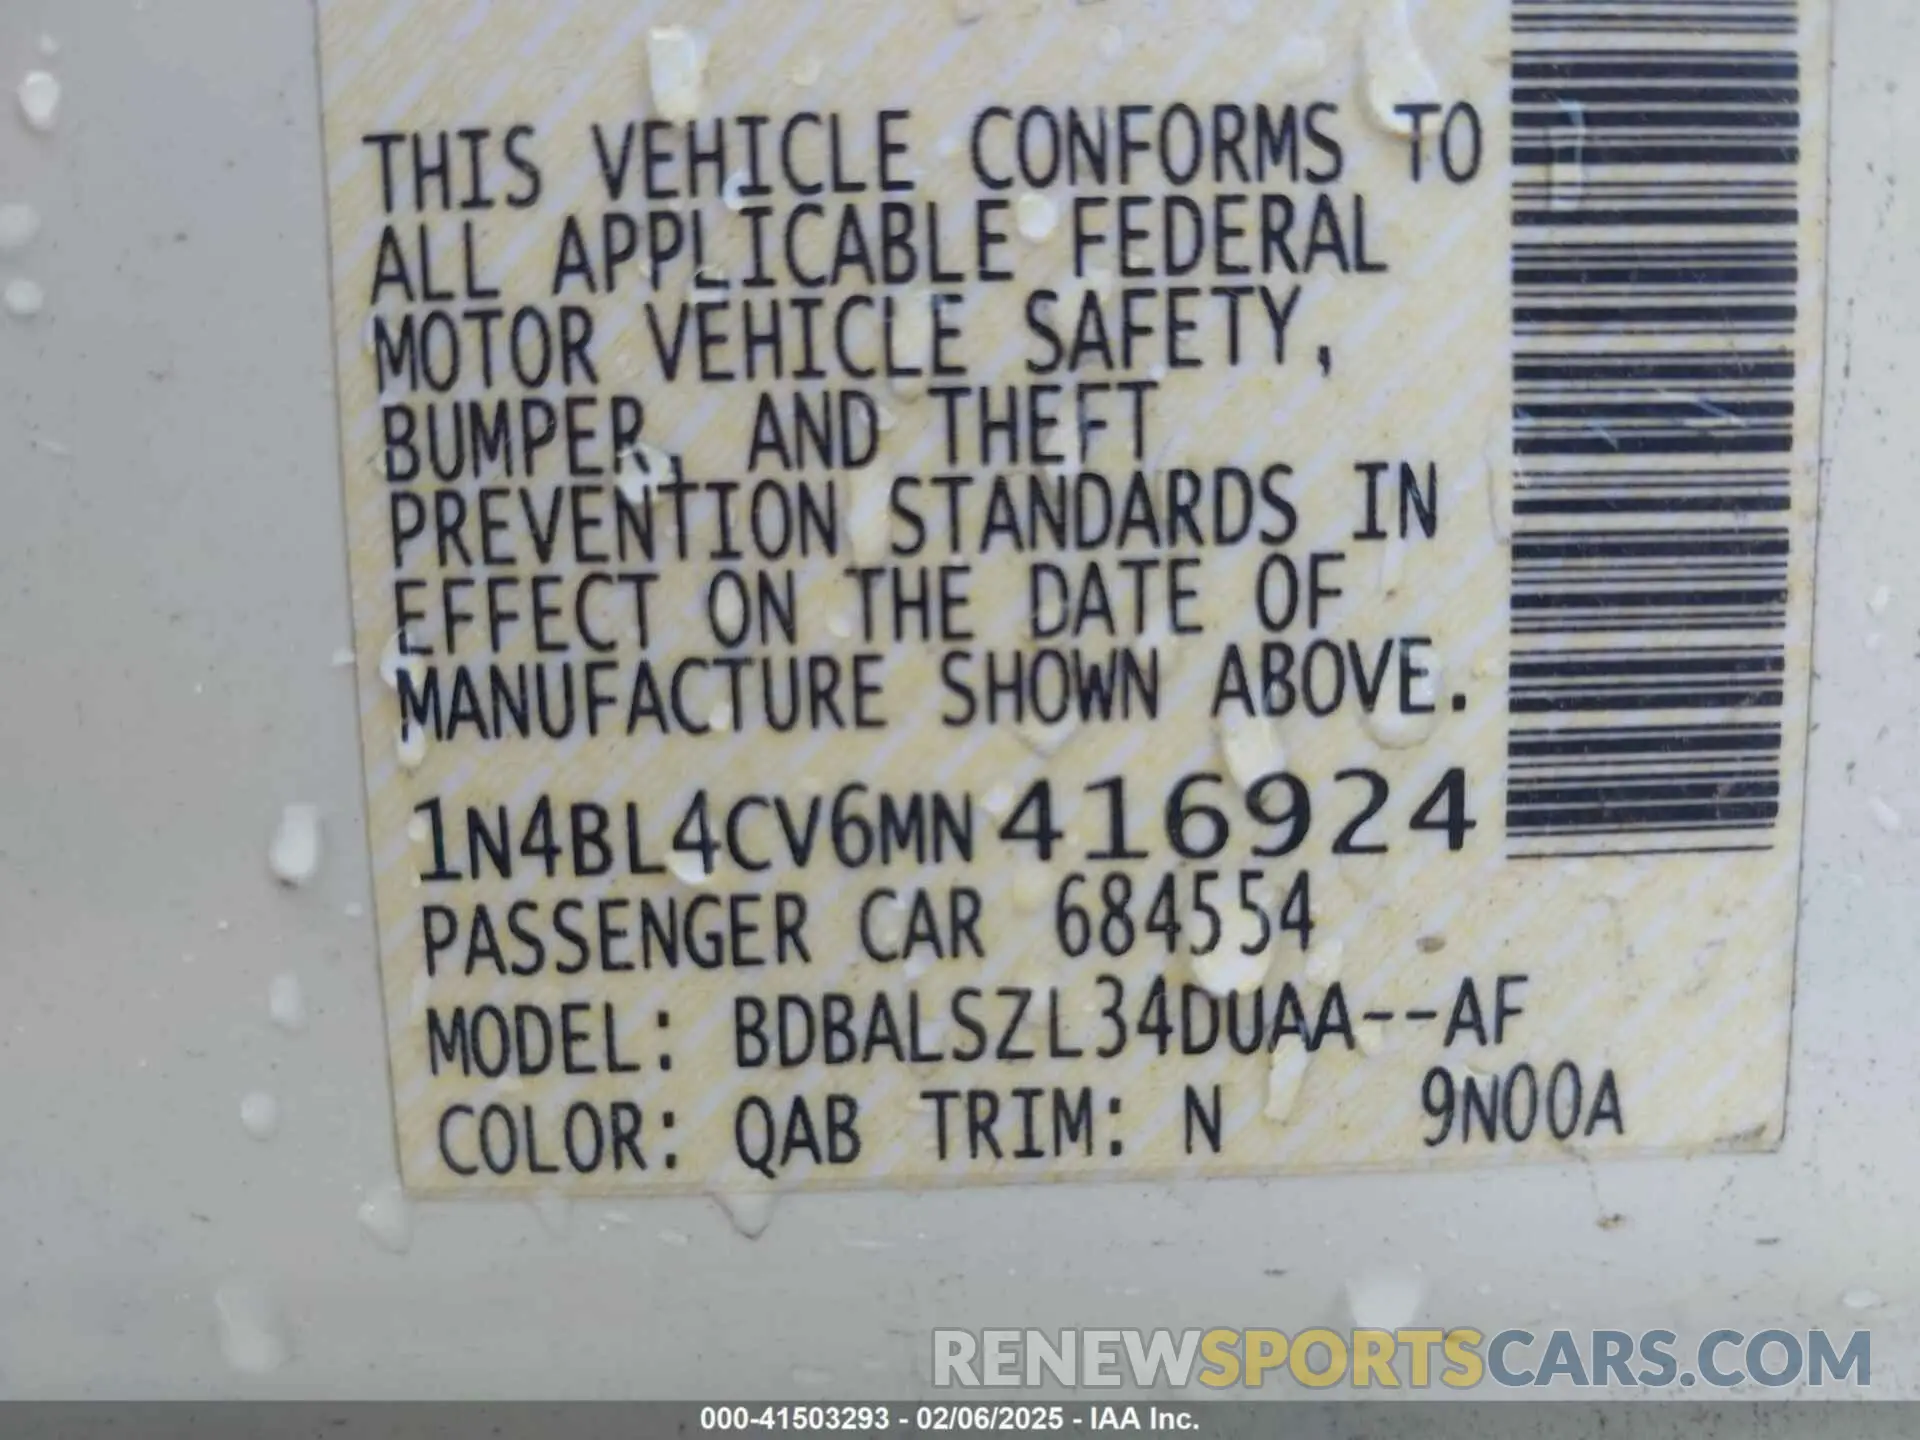 THIS VEHICLE CONFORMS TO
ALL APPLICABLE FEDERAL
MOTOR VEHICLE SAFETY,
BUMPER, AND THEFT
PREVENTION STANDARDS IN
EFFECT ON THE DATE OF
MANUFACTURE SHOWN ABOVE.
1N4BL4CV6MN416924
PASSENGER CAR 684554
MODEL: BDBALSZL34DUAA--AF
COLOR: QAB TRIM: N 9N00A
RENEWSPORTSCARS.COM
000-41503293 - 02/06/2025 - IAA Inc.